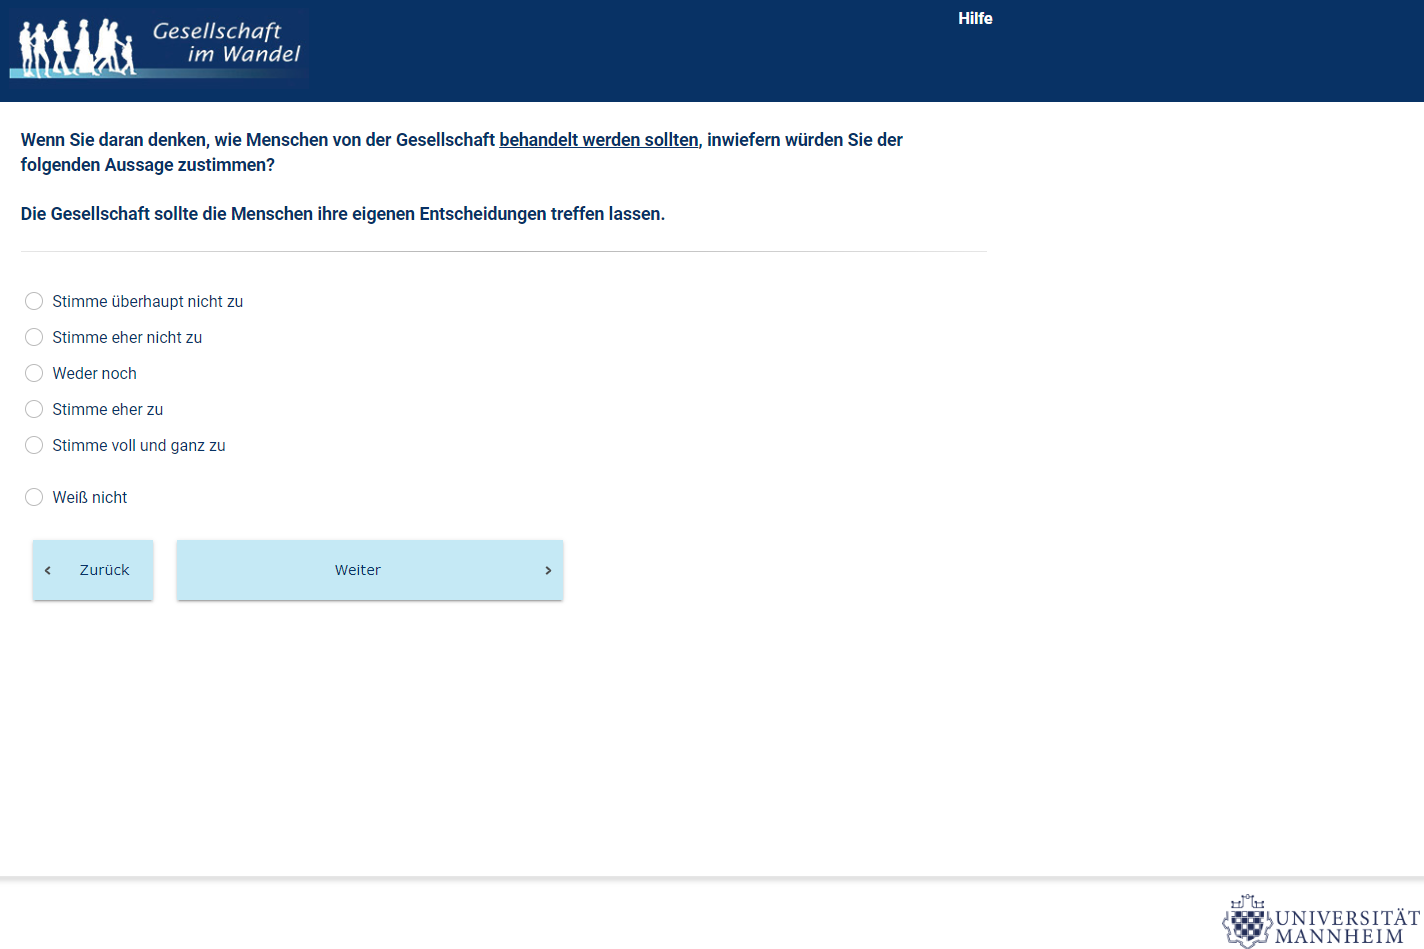 Gesellschaft
im Wandel
Hilfe
Wenn Sie daran denken, wie Menschen von der Gesellschaft behandelt werden sollten, inwiefern würden Sie der
folgenden Aussage zustimmen?
Die Gesellschaft sollte die Menschen ihre eigenen Entscheidungen treffen lassen.
Stimme überhaupt nicht zu
Stimme eher nicht zu
Weder noch
Stimme eher zu
Stimme voll und ganz zu
Weiß nicht
Zurück
Weiter
UNIVERSITÄT
MANNHEIM